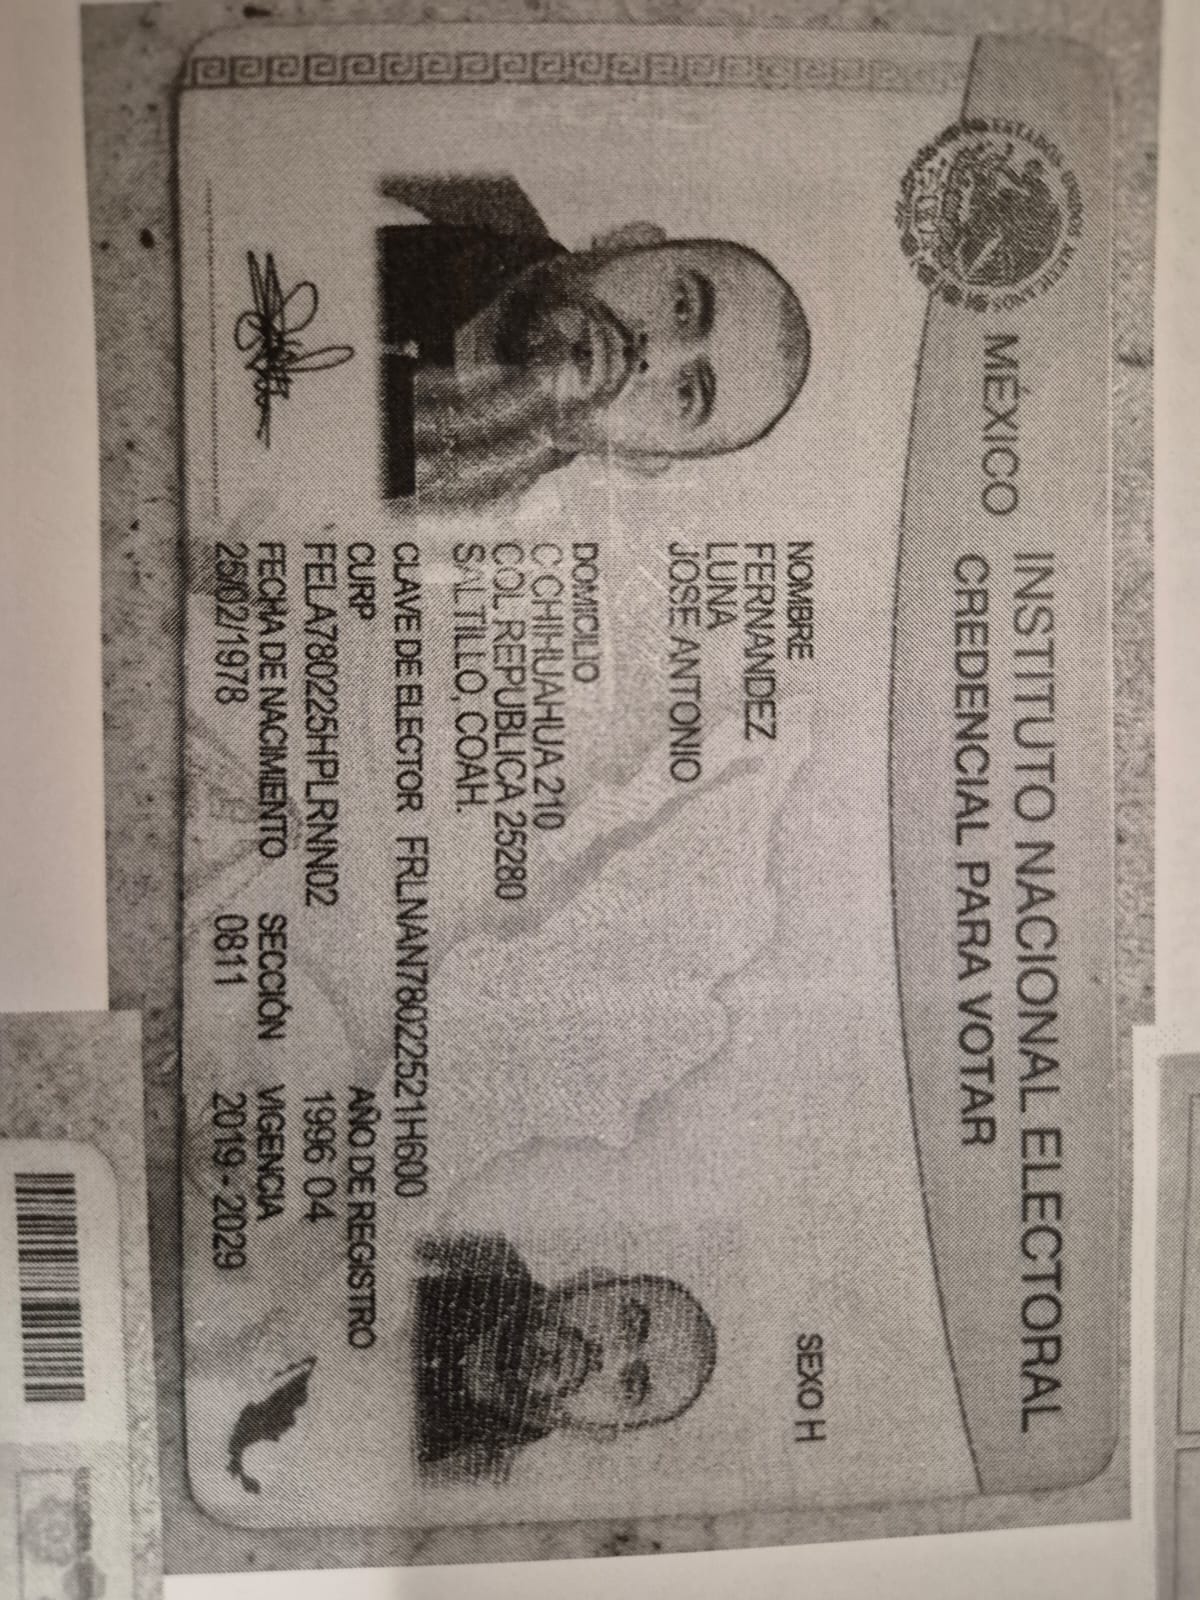 MÉXICO
INSTITUTO NACIONAL ELECTORAL
CREDENCIAL PARA VOTAR
NOMBRE
FERNANDEZ
LUNA
JOSE ANTONIO
SEXO H
DOMICILIO
C CHIHUAHUA 210
COL REPUBLICA 25280
SALTILLO, COAH.
CLAVE DE ELECTOR FRLNAN78022521H600
CURP
FELA780225HPLRNN02
AÑO DE REGISTRO
1996 04
FECHA DE NACIMIENTO
25/02/1978
SECCIÓN
0811
VIGENCIA
2019 - 2029